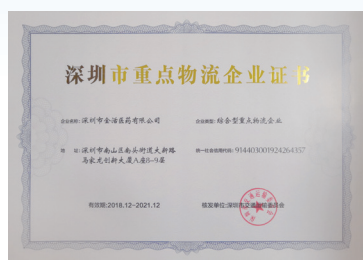 深圳市重点物流企业证书
企业名称：深圳市金活医药有限公司
企业类型：综合型重点物流企业
地 址：深圳市南山区南头街道大新路
马家龙创新大厦A座8-9层
统一社会信用代码：914403001924264357
有效期:2018.12-2021.12
核发单位:深圳市交通运输委员会